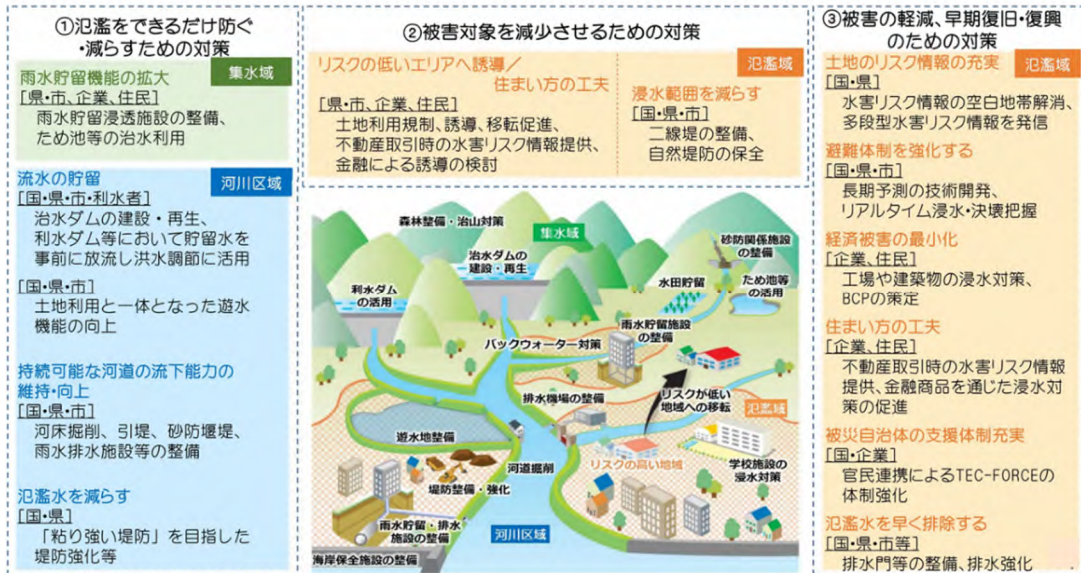 ①氾濫をできるだけ防ぐ
・減らすための対策
雨水貯留機能の拡大
集水域
[県・市、企業、住民]
雨水貯留浸透施設の整備、
ため池等の治水利用
流水の貯留
河川区域
[国・県・市・利水者]
治水ダムの建設・再生、
利水ダム等において貯留水を
事前に放流し洪水調節に活用
[国・県・市]
土地利用と一体となった遊水
機能の向上
持続可能な河道の流下能力の
維持・向上
[国・県・市]
河床掘削、引堤、砂防堰堤、
雨水排水施設等の整備
氾濫水を減らす
[国・県]
「粘り強い堤防」を目指した
堤防強化等
②被害対象を減少させるための対策
リスクの低いエリアへ誘導／
住まい方の工夫
[県・市、企業、住民]
土地利用規制、誘導、移転促進、
不動産取引時の水害リスク情報提供、
金融による誘導の検討
氾濫域
浸水範囲を減らす
[国・県・市]
二線堤の整備、
自然堤防の保全
森林整備・治山対策
集水域
治水ダムの
建設・再生
砂防関係施設
の整備
利水ダム
の活用
水田貯留
ため池等
の活用
雨水貯留施設
の整備
バックウォーター対策
排水機場の整備
リスクが低い
地域への移転
氾濫域
遊水地整備
河道掘削
リスクの高い地域
学校施設の
浸水対策
堤防整備・強化
雨水貯留・排水
施設の整備
河川区域
海岸保全施設の整備
③被害の軽減、早期復旧・復興
のための対策
土地のリスク情報の充実
氾濫域
[国・県]
水害リスク情報の空白地帯解消、
多段型水害リスク情報を発信
避難体制を強化する
[国・県・市]
長期予測の技術開発、
リアルタイム浸水・決壊把握
経済被害の最小化
[企業、住民]
工場や建築物の浸水対策、
BCPの策定
住まい方の工夫
[企業、住民]
不動産取引時の水害リスク情報
提供、金融商品を通じた浸水対
策の促進
被災自治体の支援体制充実
[国・企業]
官民連携によるTEC-FORCEの
体制強化
氾濫水を早く排除する
[国・県・市等]
排水門等の整備、排水強化